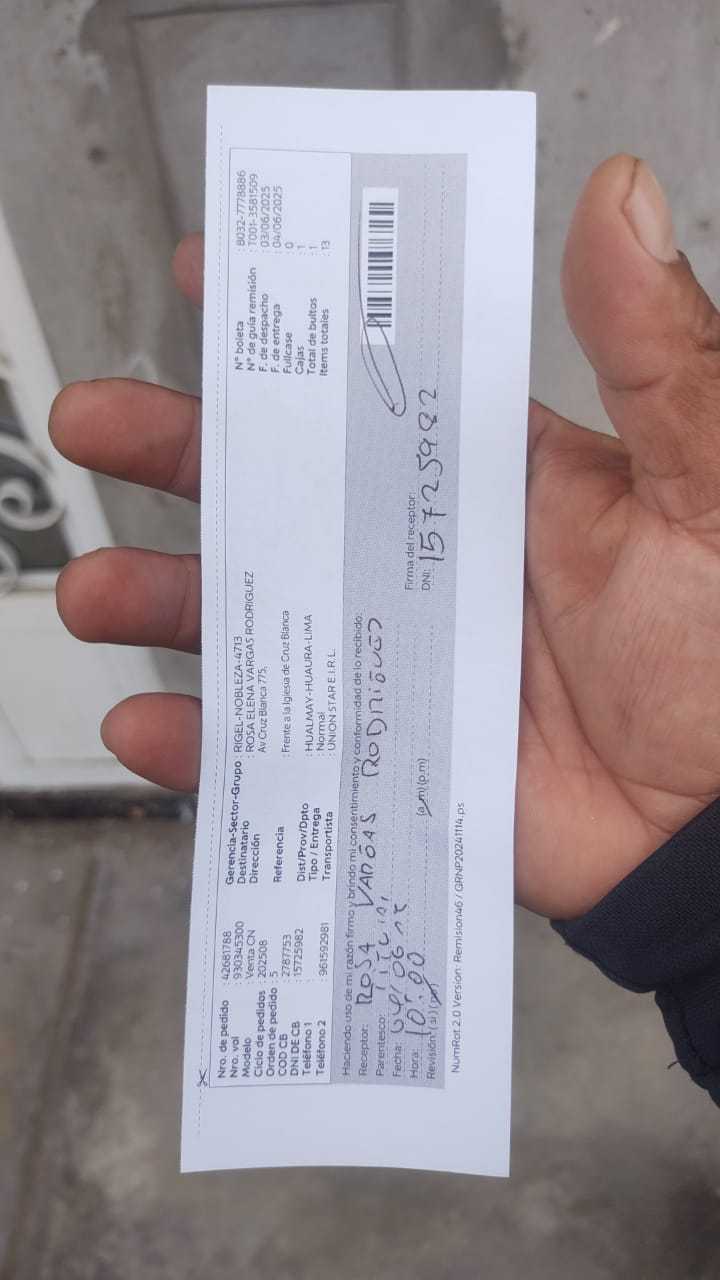 Nro. de pedido : 42681788
Nro. vol : 930345300
Modelo : Venta CN
Ciclo de pedidos : 202508
Orden de pedido : 5
COD CB : 2787753
DNI DE CB : 15725982
Teléfono 1 :
Teléfono 2 : 961592981
Gerencia-Sector-Grupo : RIGEL-NOBLEZA-4713
Destinatario : ROSA ELENA VARGAS RODRIGUEZ
Dirección : Av Cruz Blanca 775,
Referencia : Frente a la Iglesia de Cruz Blanca
Dist/Prov/Dpto : HUALMAY-HUAURA-LIMA
Tipo / Entrega : Normal
Transportista : UNION STAR E.I.R.L.
N° boleta : B032-7778886
N° de guía remisión : T001-3581509
F. de despacho : 03/06/2025
F. de entrega : 04/06/2025
Fullcase : 0
Cajas : 1
Total de bultos : 1
Items totales : 13
Haciendo uso de mi razón firmo y brindo mi consentimiento y conformidad de lo recibido:
Receptor: ROSA VARGAS RODRIGUEZ
Parentesco: TITULAR
Fecha: 04/06/25
Hora: 10:00 (a.m) (p.m)
Revisión: (si) (no)
Firma del receptor:
DNI: 15725982
NumRot 2.0 Version: Remision46 / GRNP20241114.ps